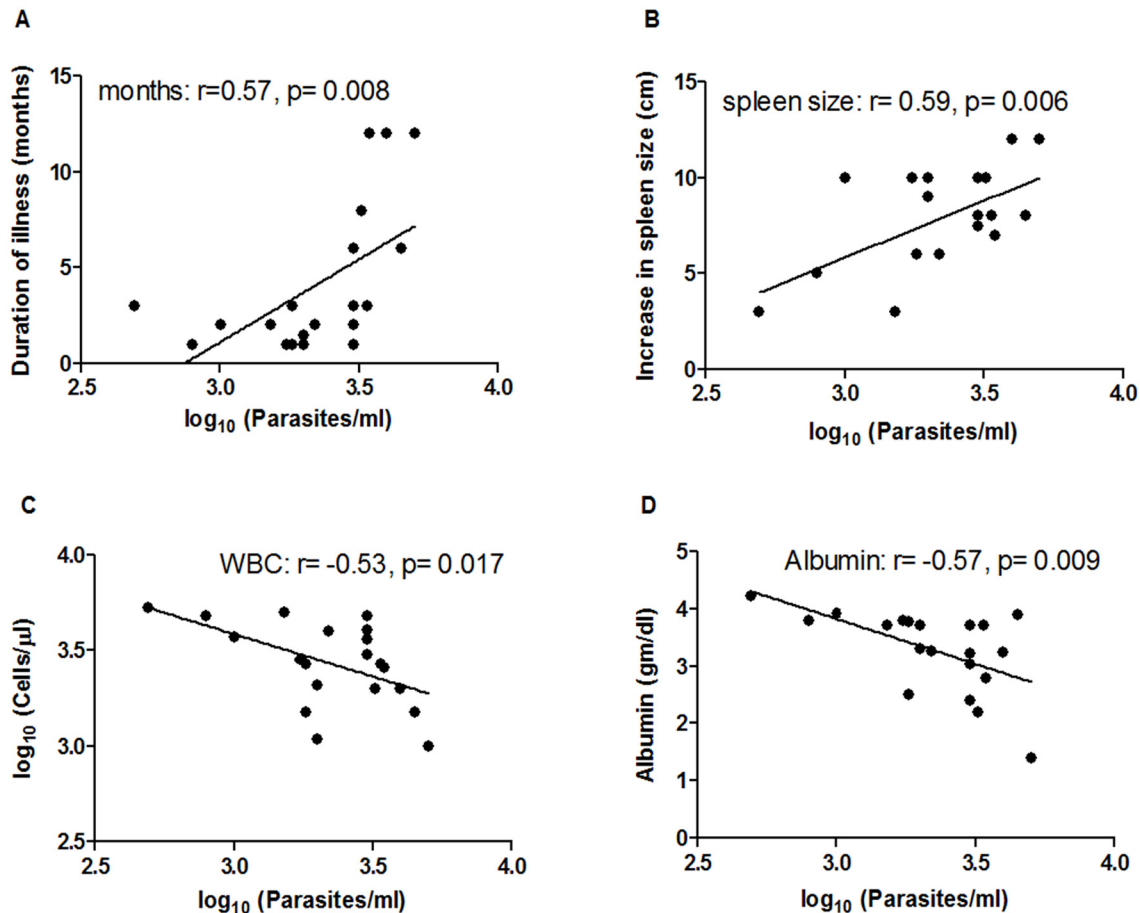 A
months: r=0.57, p= 0.008
Duration of illness (months)
15
10
5
0
2.5 3.0 3.5 4.0
log10 (Parasites/ml)
B
spleen size: r= 0.59, p= 0.006
Increase in spleen size (cm)
15
10
5
0
2.5 3.0 3.5 4.0
log10 (Parasites/ml)
C
WBC: r= -0.53, p= 0.017
log10 (Cells/µl)
4.0
3.5
3.0
2.5
2.5 3.0 3.5 4.0
log10 (Parasites/ml)
D
Albumin: r= -0.57, p= 0.009
Albumin (gm/dl)
5
4
3
2
1
0
2.5 3.0 3.5 4.0
log10 (Parasites/ml)